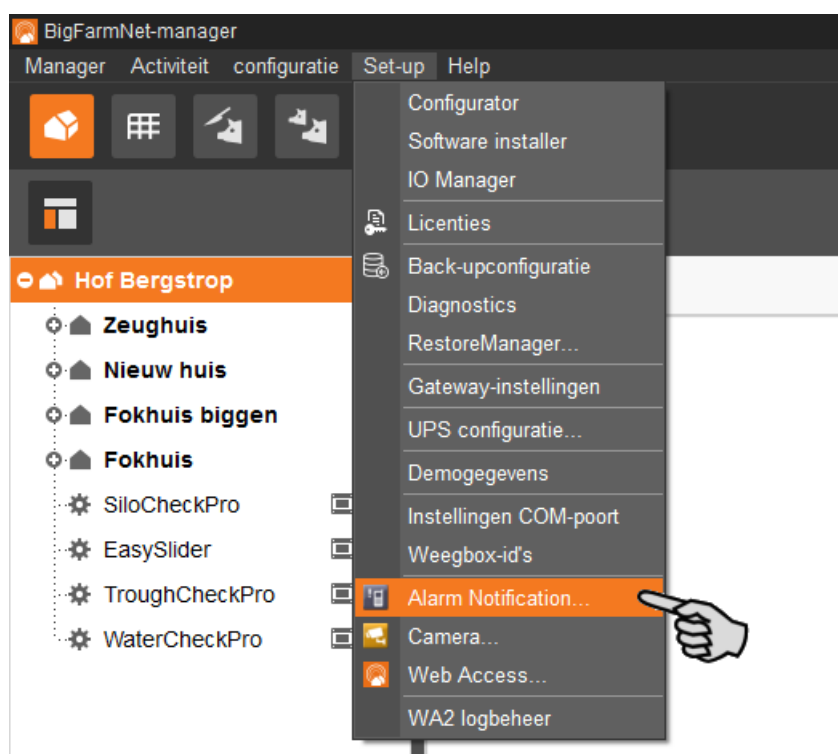 BigFarmNet-manager
Manager Activiteit configuratie Set-up Help
Configurator
Software installer
IO Manager
Licenties
Back-upconfiguratie
Diagnostics
RestoreManager...
Gateway-instellingen
UPS configuratie...
Demogegevens
Instellingen COM-poort
Weegbox-id's
Alarm Notification...
Camera...
Web Access...
WA2 logbeheer
Hof Bergstrop
Zeughuis
Nieuw huis
Fokhuis biggen
Fokhuis
SiloCheckPro
EasySlider
TroughCheckPro
WaterCheckPro